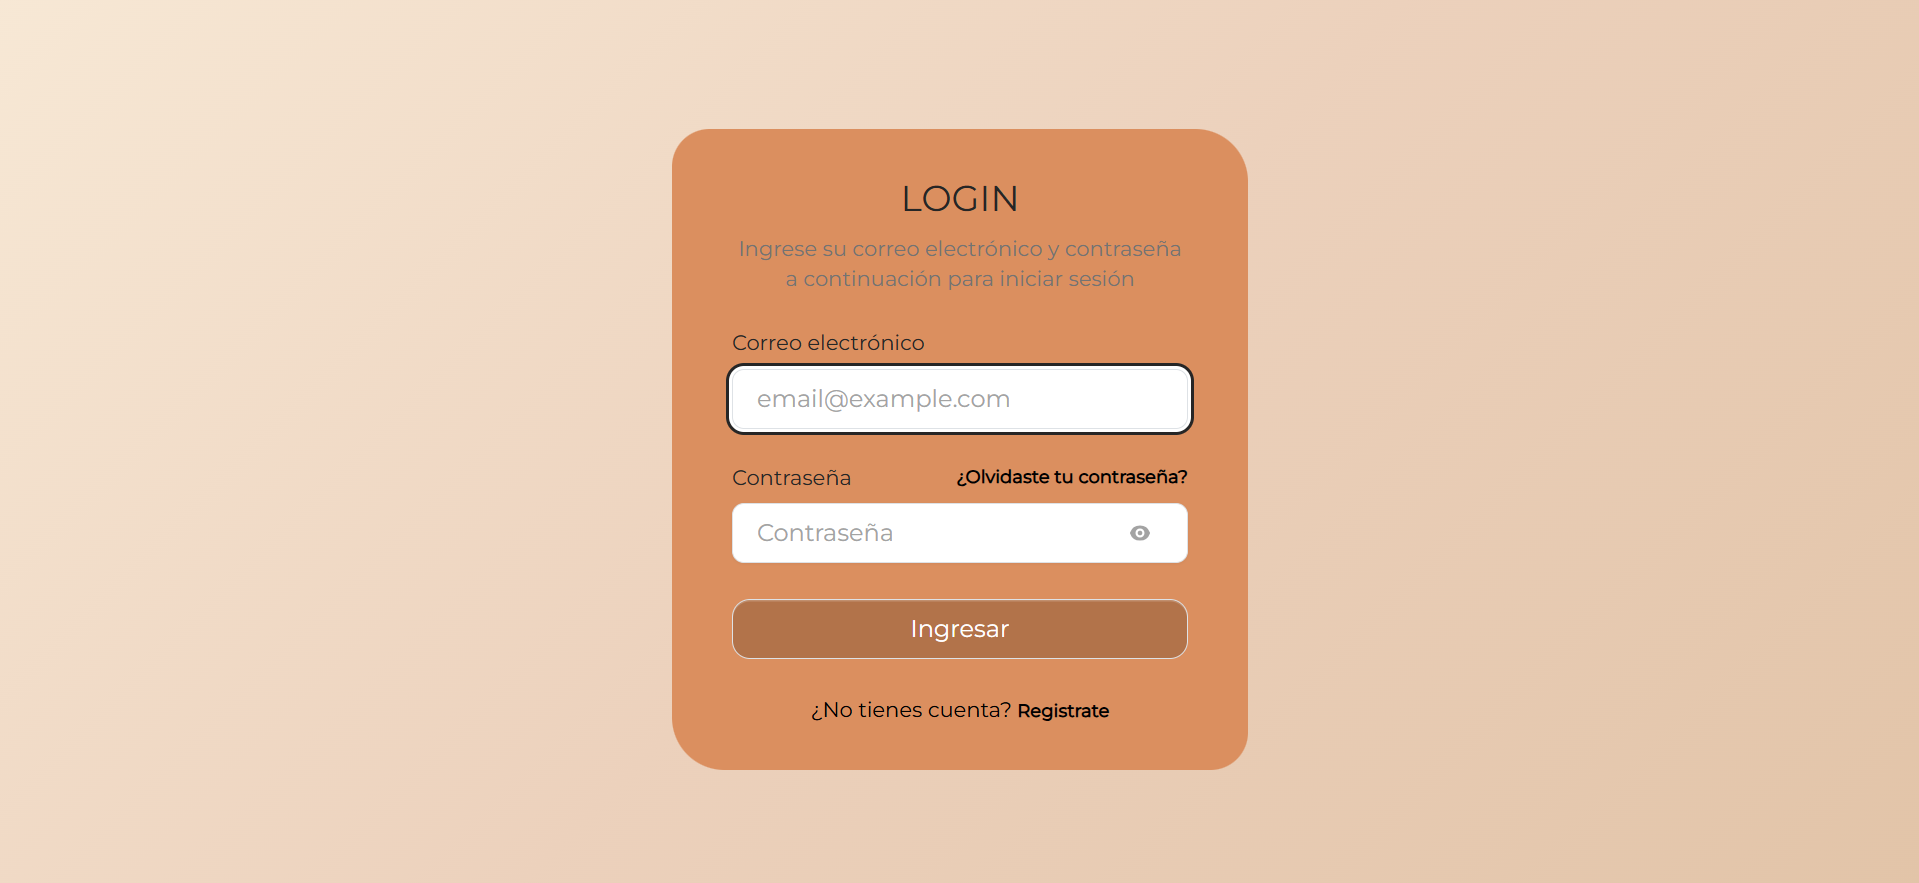 LOGIN
Ingrese su correo electrónico y contraseña
a continuación para iniciar sesión
Correo electrónico
email@example.com
Contraseña ¿Olvidaste tu contraseña?
Contraseña
Ingresar
¿No tienes cuenta? Registrate